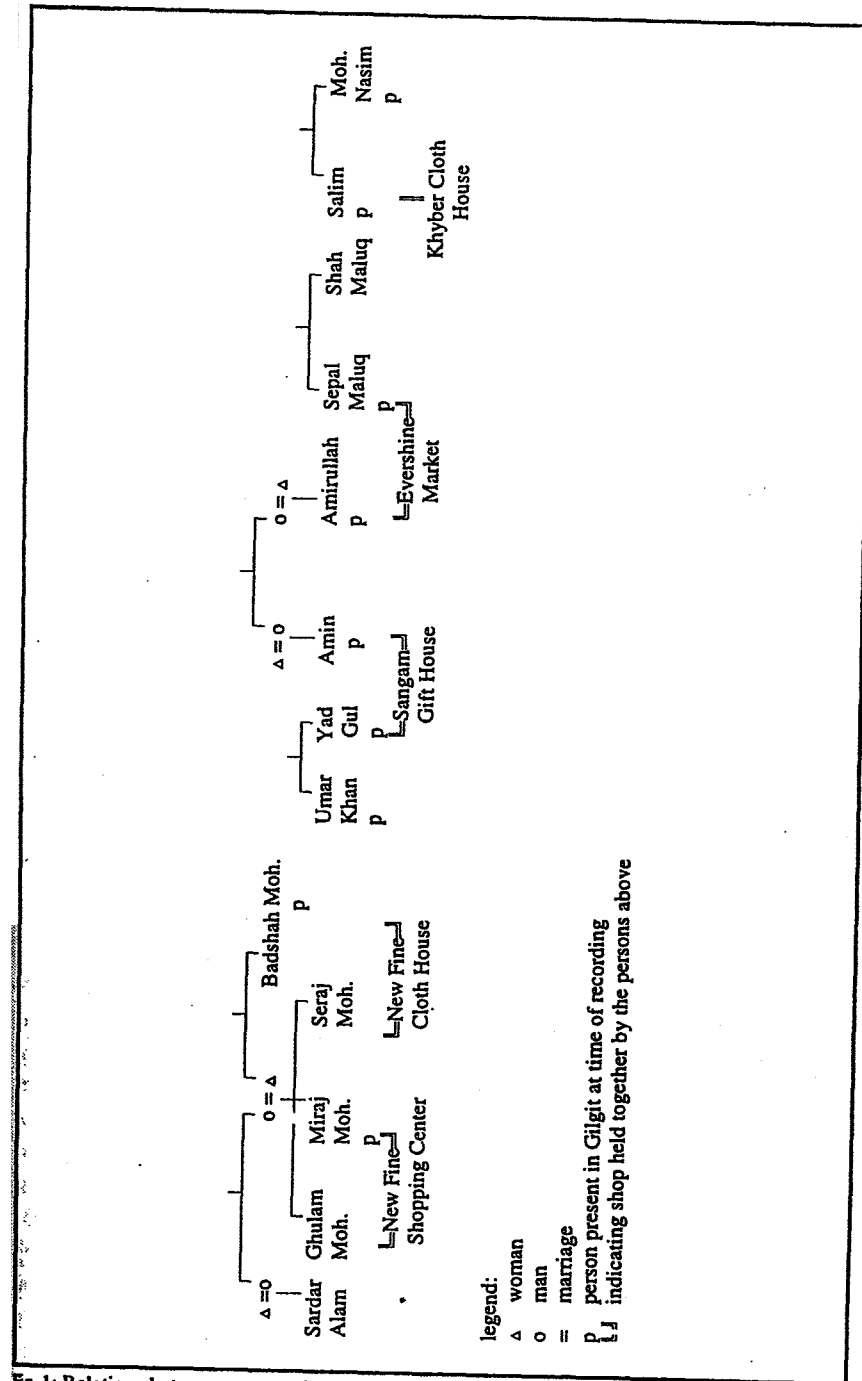 Δ =O
O = Δ
Badshah Moh.
p
Sardar
Alam
Ghulam
Moh.
Miraj
Moh.
p
Seraj
Moh.
New Fine
Shopping Center
New Fine
Cloth House
Umar
Khan
p
Yad
Gul
p
Δ = O
Amin
p
Sangam
Gift House
O = Δ
Amirullah
p
Sepal
Maluq
p
Evershine
Market
Shah
Maluq
Salim
p
Moh.
Nasim
p
Khyber Cloth
House
legend:
Δ woman
o man
= marriage
p person present in Gilgit at time of recording
indicating shop held together by the persons above